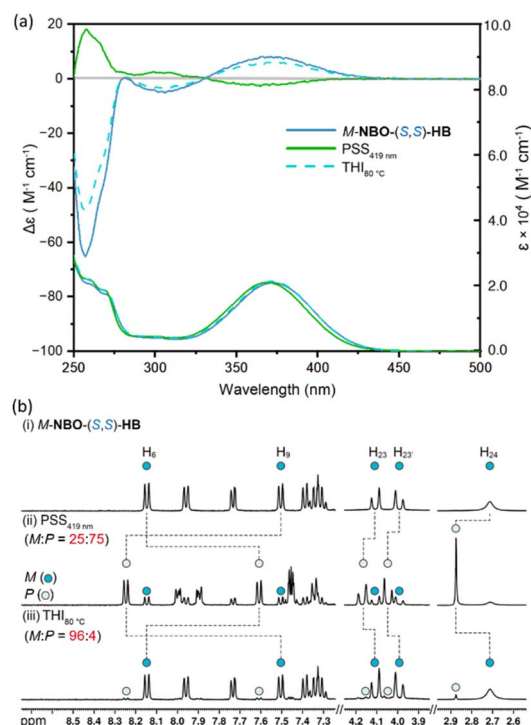 (a)
20
0
−20
−40
−60
−80
−100
Δε ( M⁻¹ cm⁻¹)
10.0
8.0
6.0
4.0
2.0
0.0
ε × 10⁴ ( M⁻¹ cm⁻¹)
M-NBO-(S,S)-HB
PSS419 nm
THI80 °C
250 300 350 400 450 500
Wavelength (nm)
(b)
(i) M-NBO-(S,S)-HB
H6 H9 H23 H23' H24
(ii) PSS419 nm
(M:P = 25:75)
M ( )
P ( )
(iii) THI80 °C
(M:P = 96:4)
ppm 8.5 8.4 8.3 8.2 8.1 8.0 7.9 7.8 7.7 7.6 7.5 7.4 7.3 4.2 4.1 4.0 3.9 2.9 2.8 2.7 2.6